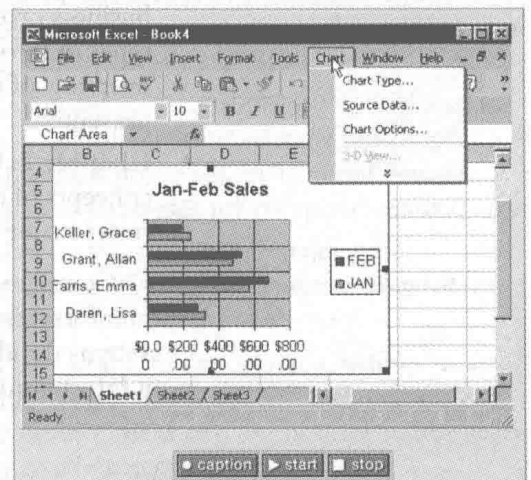 Microsoft Excel - Book4
File Edit View Insert Format Tools Chart Window Help
Chart Type...
Source Data...
Chart Options...
3-D View...
Arial 10 B I U
Chart Area
B C D E
4
5
6
7
8
9
10
11
12
13
14
15
Jan-Feb Sales
Keller, Grace
Grant, Allan
Farris, Emma
Daren, Lisa
FEB
JAN
$0.0 $200 $400 $600 $800
0 .00 .00 .00 .00
Sheet1 Sheet2 Sheet3
Ready
caption start stop